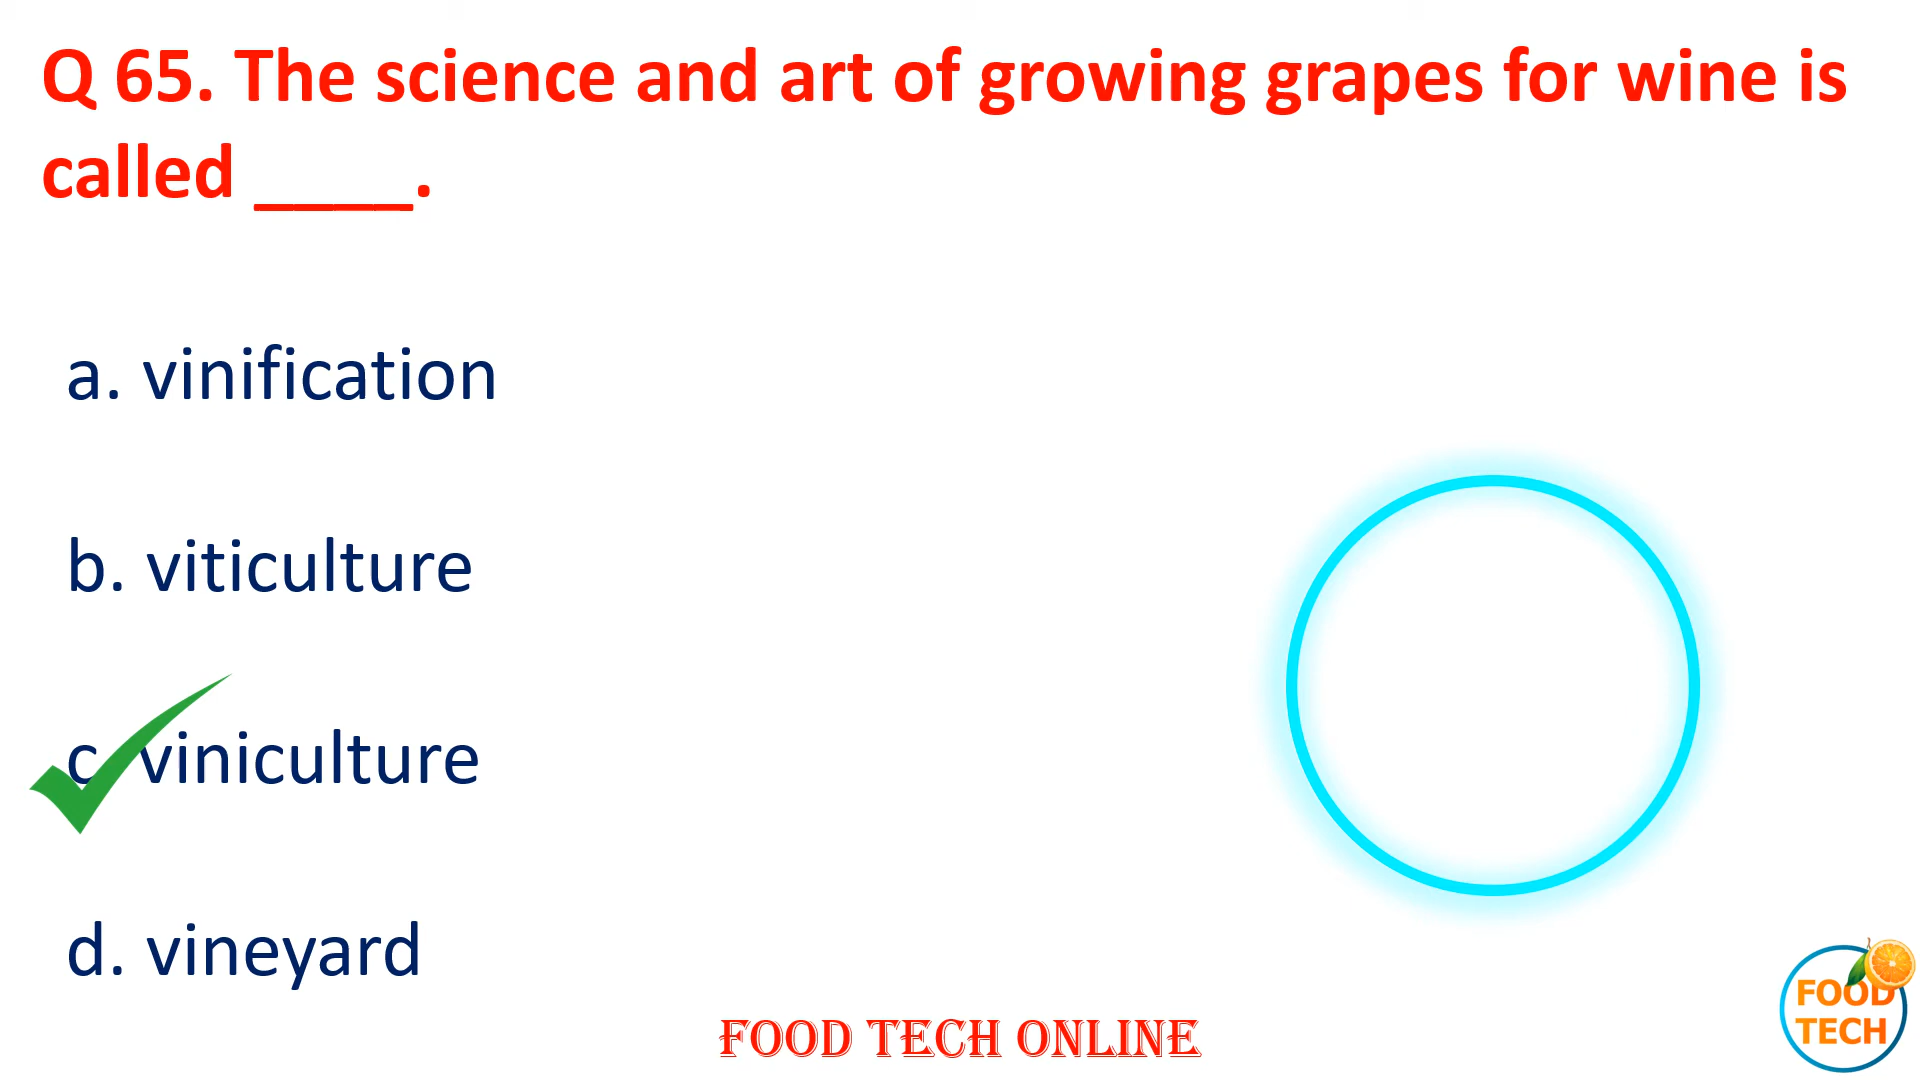 Q 65. The science and art of growing grapes for wine is
called ____.
a. vinification
b. viticulture
c. viniculture
d. vineyard
FOOD TECH ONLINE
FOOD
TECH